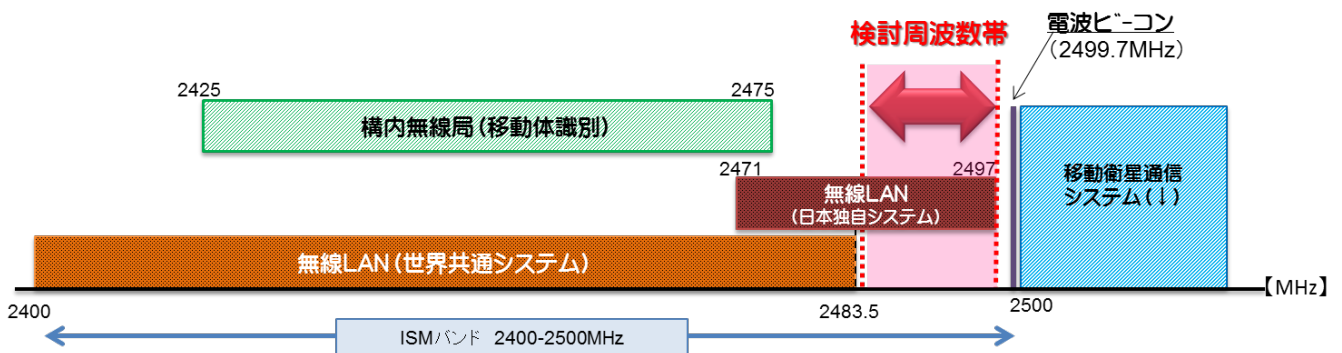 検討周波数帯
電波ビーコン
(2499.7MHz)
2425
2475
構内無線局(移動体識別)
2471
2497
無線LAN
(日本独自システム)
移動衛星通信
システム(↓)
無線LAN(世界共通システム)
【MHz】
2400
2483.5
2500
ISMバンド 2400-2500MHz